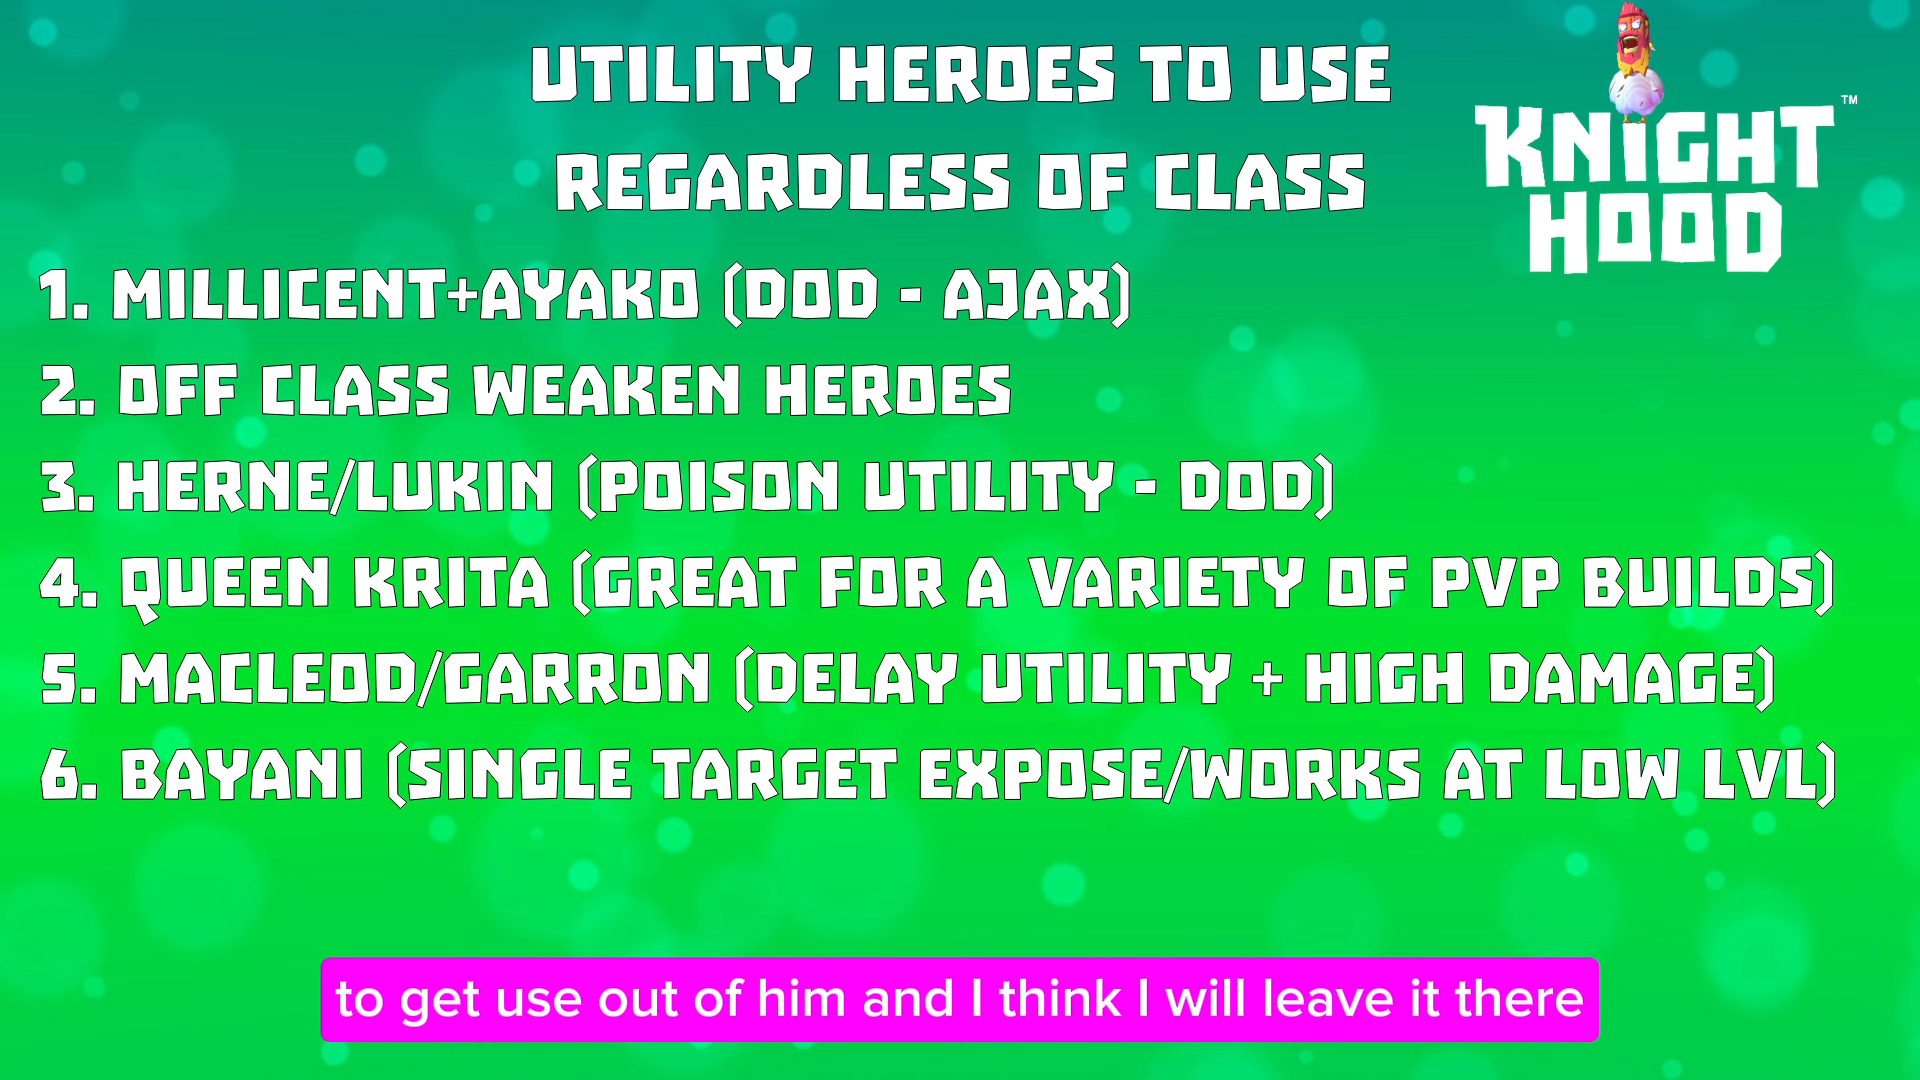 UTILITY HEROES TO USE
REGARDLESS OF CLASS
KNIGHT
HOOD
TM
1. MILLICENT+AYAKO (DOD - AJAX)
2. OFF CLASS WEAKEN HEROES
3. HERNE/LUKIN (POISON UTILITY - DOD)
4. QUEEN KRITA (GREAT FOR A VARIETY OF PVP BUILDS)
5. MACLEOD/GARRON (DELAY UTILITY + HIGH DAMAGE)
6. BAYANI (SINGLE TARGET EXPOSE/WORKS AT LOW LVL)
to get use out of him and I think I will leave it there